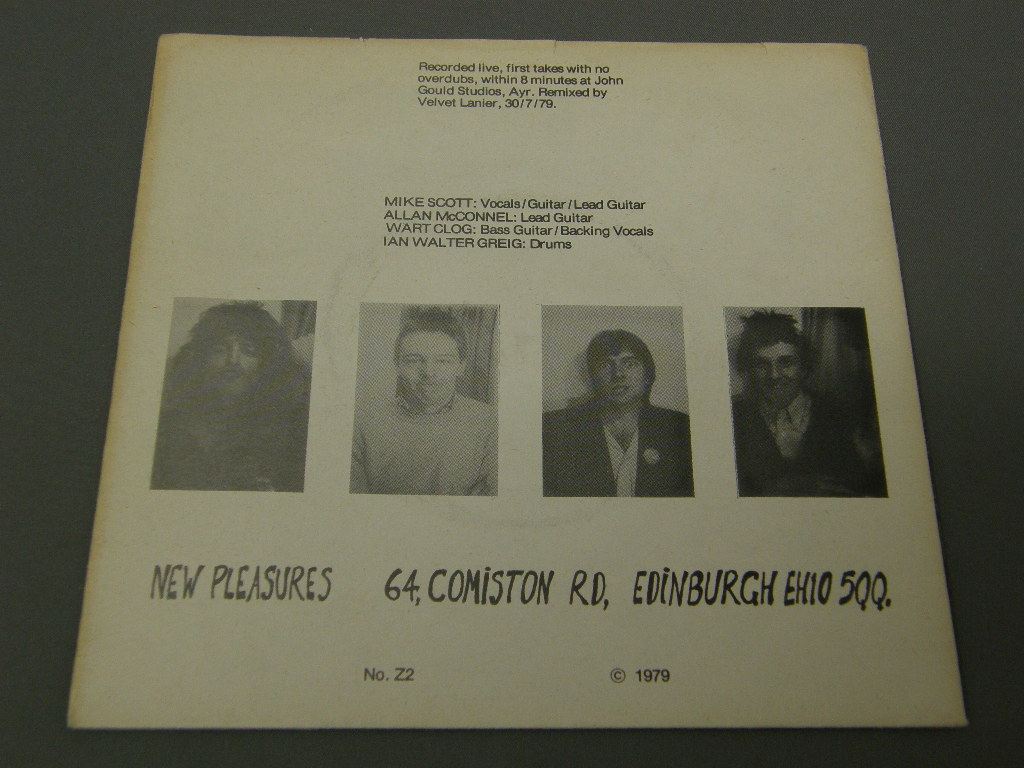 Recorded live, first takes with no
overdubs, within 8 minutes at John
Gould Studios, Ayr. Remixed by
Velvet Lanier, 30/7/79.
MIKE SCOTT: Vocals/Guitar/Lead Guitar
ALLAN McCONNEL: Lead Guitar
WART CLOG: Bass Guitar/Backing Vocals
IAN WALTER GREIG: Drums
NEW PLEASURES 64, COMISTON RD, EDINBURGH EH10 5QQ.
No. Z2 © 1979